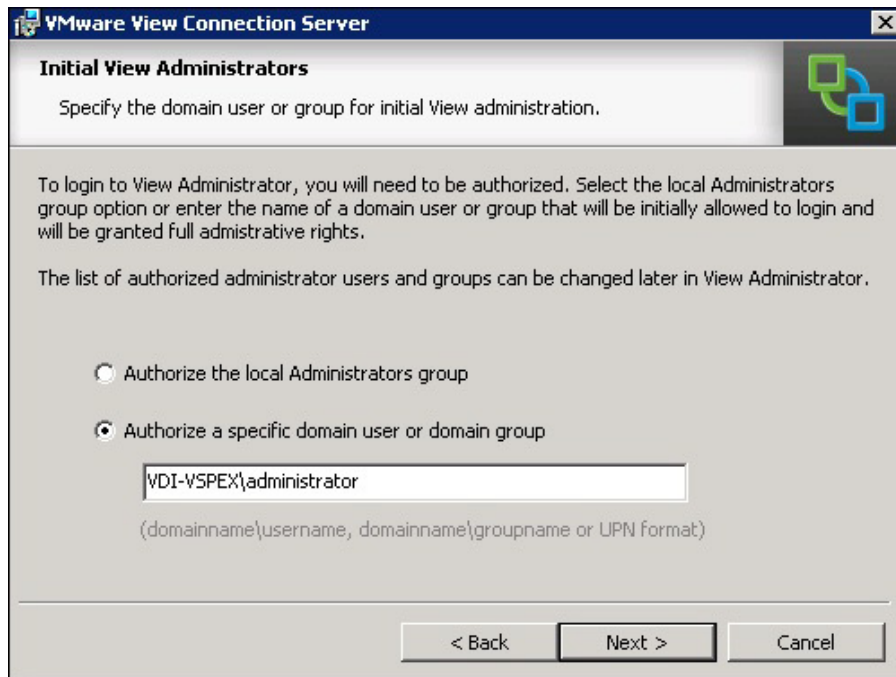 VMware View Connection Server
Initial View Administrators
Specify the domain user or group for initial View administration.
To login to View Administrator, you will need to be authorized. Select the local Administrators
group option or enter the name of a domain user or group that will be initially allowed to login and
will be granted full admistrative rights.
The list of authorized administrator users and groups can be changed later in View Administrator.
Authorize the local Administrators group
Authorize a specific domain user or domain group
VDI-VSPEX\administrator
(domainname\username, domainname\groupname or UPN format)
< Back Next > Cancel